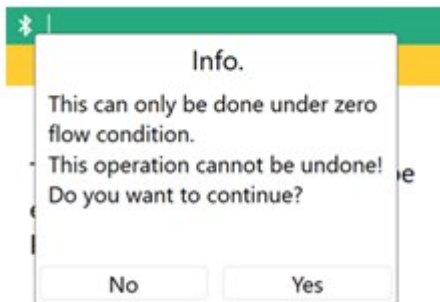 Info.
This can only be done under zero
flow condition.
This operation cannot be undone!
Do you want to continue?
No
Yes